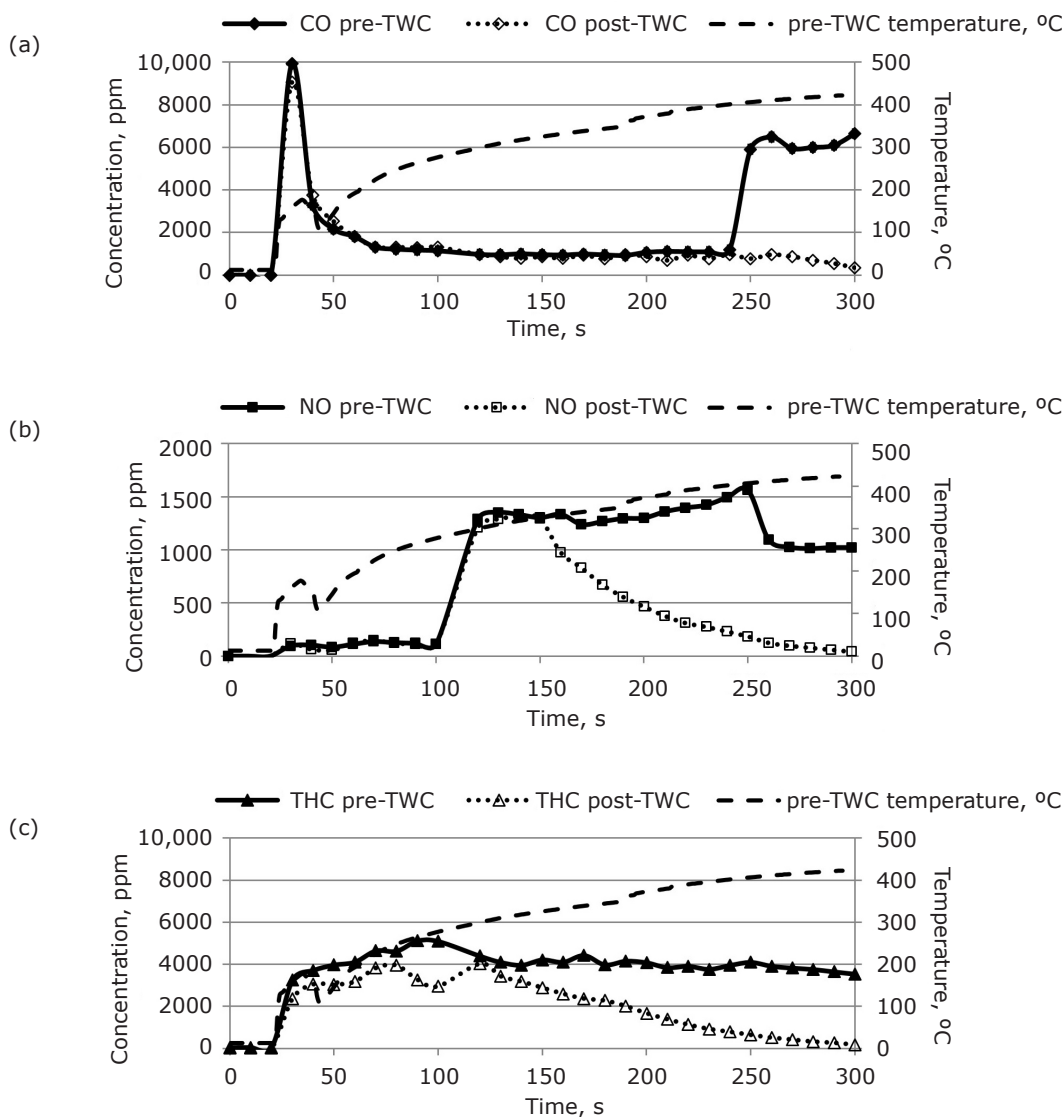 (a)
CO pre-TWC CO post-TWC pre-TWC temperature, ºC
Concentration, ppm
10,000
8000
6000
4000
2000
0
500
400
300
200
100
0
Temperature, ºC
0 50 100 150 200 250 300
Time, s
(b)
NO pre-TWC NO post-TWC pre-TWC temperature, ºC
Concentration, ppm
2000
1500
1000
500
0
500
400
300
200
100
0
Temperature, ºC
0 50 100 150 200 250 300
Time, s
(c)
THC pre-TWC THC post-TWC pre-TWC temperature, ºC
Concentration, ppm
10,000
8000
6000
4000
2000
0
500
400
300
200
100
0
Temperature, ºC
0 50 100 150 200 250 300
Time, s